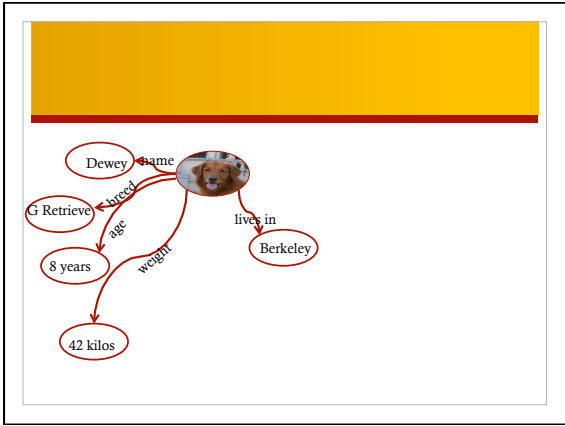 Dewey
name
breed
G Retrieve
age
lives in
8 years
weight
Berkeley
42 kilos